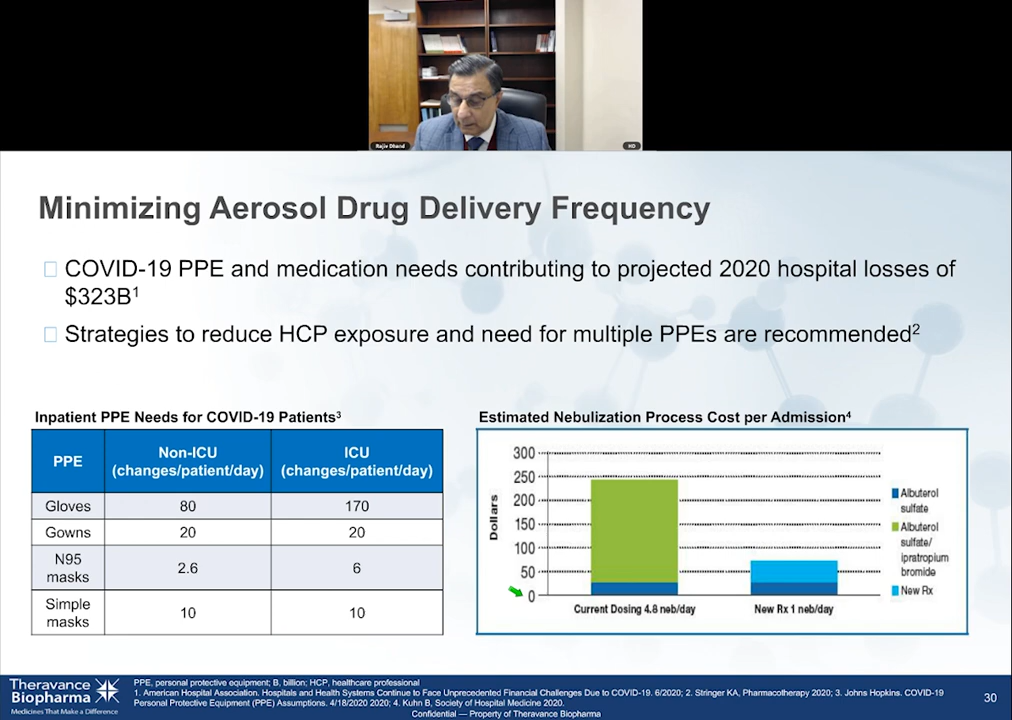 Rajiv Dhand
HD
Minimizing Aerosol Drug Delivery Frequency
COVID-19 PPE and medication needs contributing to projected 2020 hospital losses of
$323B1
Strategies to reduce HCP exposure and need for multiple PPEs are recommended2
Inpatient PPE Needs for COVID-19 Patients3
PPE
Non-ICU
(changes/patient/day)
ICU
(changes/patient/day)
Gloves 80 170
Gowns 20 20
N95
masks 2.6 6
Simple
masks 10 10
Estimated Nebulization Process Cost per Admission4
Dollars
300
250
200
150
100
50
0
Current Dosing 4.8 neb/day
New Rx 1 neb/day
Albuterol
sulfate
Albuterol
sulfate/
ipratropium
bromide
New Rx
Theravance
Biopharma
Medicines That Make a Difference
PPE, personal protective equipment; B, billion; HCP, healthcare professional
1. American Hospital Association. Hospitals and Health Systems Continue to Face Unprecedented Financial Challenges Due to COVID-19. 6/2020; 2. Stringer KA, Pharmacotherapy 2020; 3. Johns Hopkins. COVID-19
Personal Protective Equipment (PPE) Assumptions. 4/18/2020 2020; 4. Kuhn B, Society of Hospital Medicine 2020.
Confidential — Property of Theravance Biopharma
30